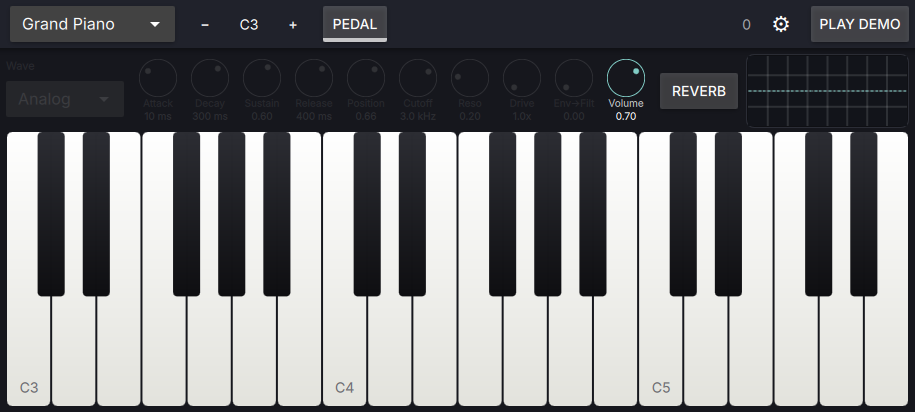 Grand Piano
− C3 +
PEDAL
0
PLAY DEMO
Wave
Analog
Attack
10 ms
Decay
300 ms
Sustain
0.60
Release
400 ms
Position
0.66
Cutoff
3.0 kHz
Reso
0.20
Drive
1.0x
Env→Filt
0.00
Volume
0.70
REVERB
C3
C4
C5